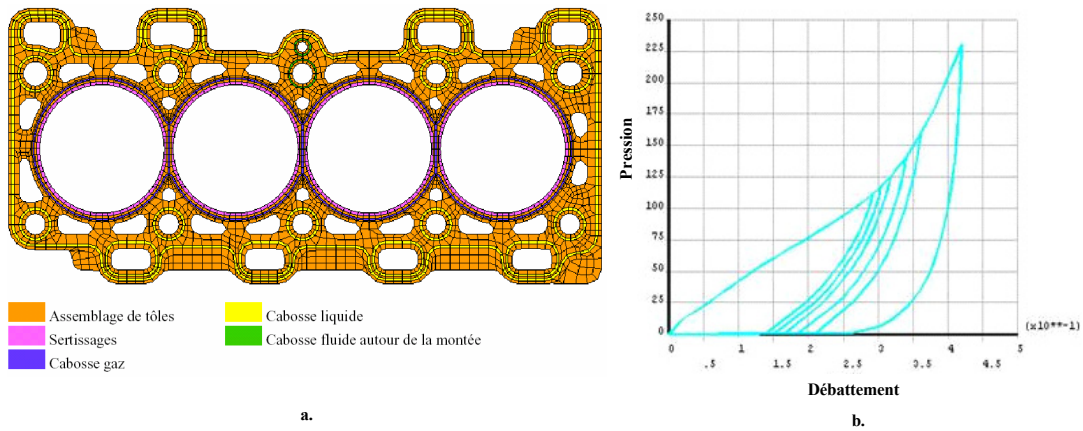 Assemblage de tôles
Sertissages
Cabosse gaz
Cabosse liquide
Cabosse fluide autour de la montée
a.
Pression
250
225
200
175
150
125
100
75
50
25
0
0 1 2 3 4 5
.5 1.5 2.5 3.5 4.5
(x10**-1)
Débattement
b.